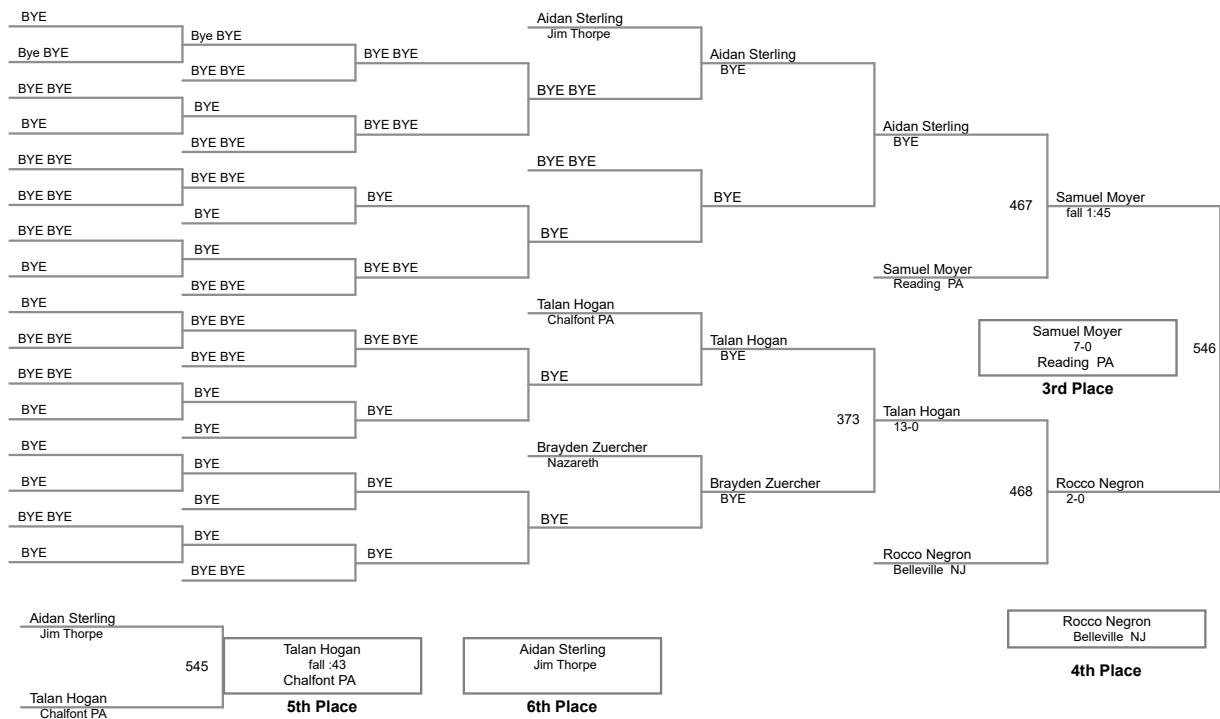 BYE
Bye BYE
BYE BYE
BYE
BYE BYE
BYE BYE
BYE BYE
BYE
BYE
BYE BYE
BYE BYE
BYE
BYE
BYE
BYE BYE
BYE
Bye BYE
BYE BYE
BYE
BYE BYE
BYE BYE
BYE
BYE
BYE BYE
BYE BYE
BYE BYE
BYE
BYE
BYE
BYE
BYE
BYE BYE
BYE BYE
BYE BYE
BYE
BYE BYE
BYE BYE
BYE
BYE
BYE
Aidan Sterling
Jim Thorpe
BYE BYE
BYE BYE
BYE
Talan Hogan
Chalfont PA
BYE
Brayden Zuercher
Nazareth
BYE
Aidan Sterling
BYE
BYE
Talan Hogan
BYE
373
Brayden Zuercher
BYE
Aidan Sterling
BYE
467
Samuel Moyer
Reading PA
Talan Hogan
13-0
468
Rocco Negron
Belleville NJ
Samuel Moyer
fall 1:45
Samuel Moyer
7-0
Reading PA
3rd Place
546
Rocco Negron
2-0
Aidan Sterling
Jim Thorpe
545
Talan Hogan
Chalfont PA
Talan Hogan
fall :43
Chalfont PA
5th Place
Aidan Sterling
Jim Thorpe
6th Place
Rocco Negron
Belleville NJ
4th Place